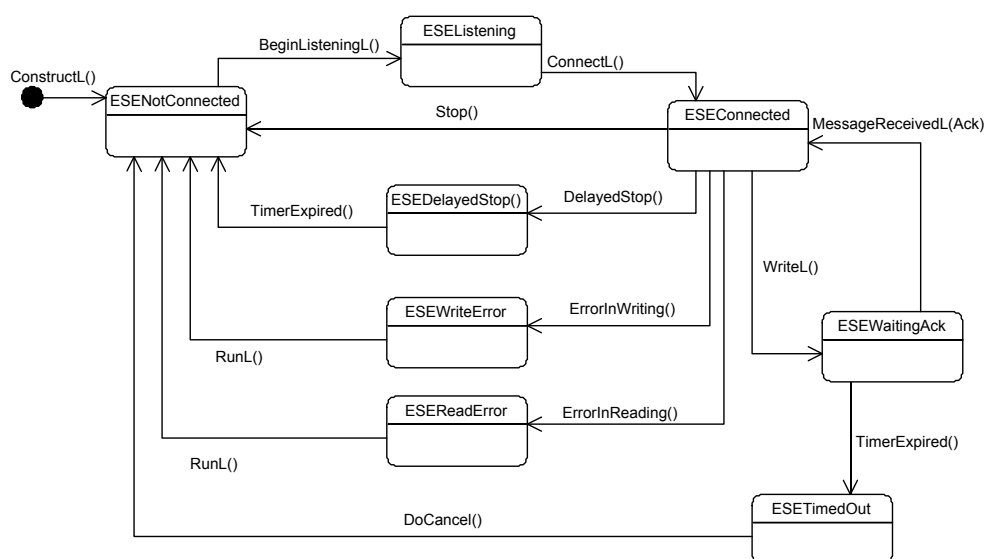 ESEListening
BeginListeningL()
ConnectL()
ConstructL()
ESENotConnected
Stop()
ESEConnected
MessageReceivedL(Ack)
ESEDelayedStop()
DelayedStop()
TimerExpired()
WriteL()
ESEWriteError
ErrorInWriting()
ESEWaitingAck
RunL()
ESEReadError
ErrorInReading()
TimerExpired()
RunL()
ESETimedOut
DoCancel()